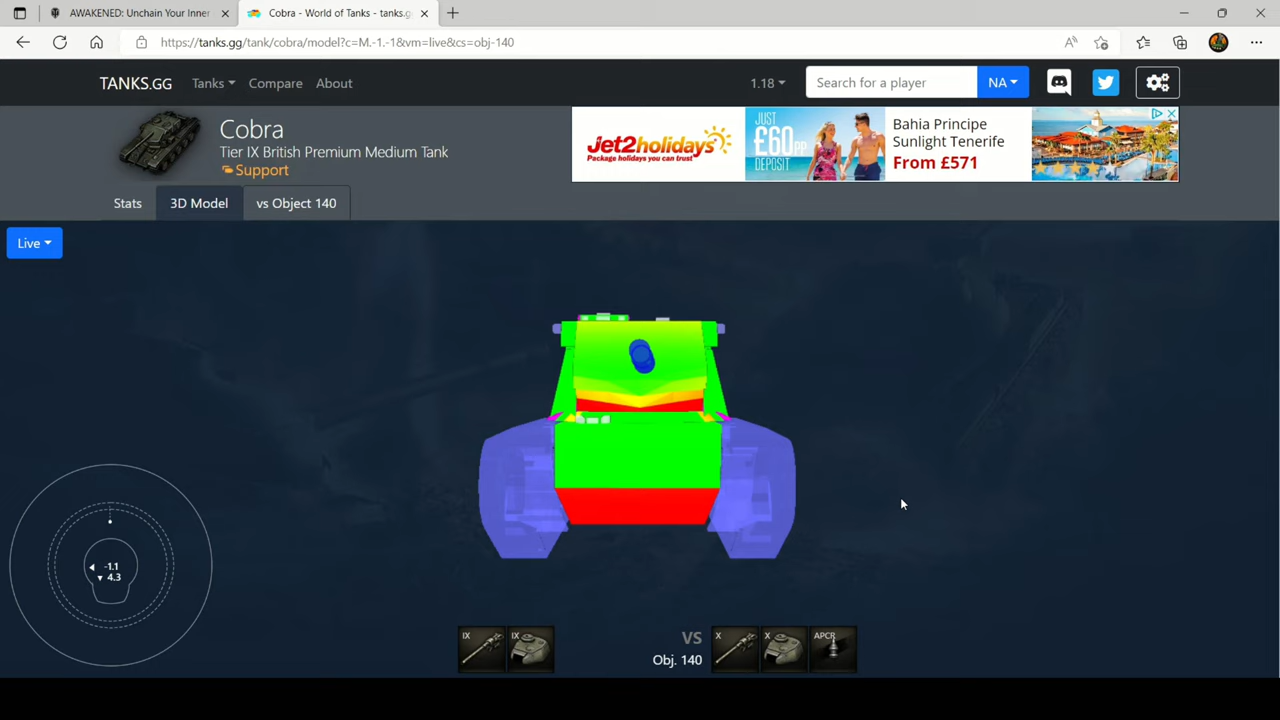 AWAKENED: Unchain Your Inner
Cobra - World of Tanks - tanks.g
https://tanks.gg/tank/cobra/model?c=M.-1.-1&vm=live&cs=obj-140
TANKS.GG
Tanks
Compare
About
1.18
Search for a player
NA
Cobra
Tier IX British Premium Medium Tank
Support
Jet2holidays
Package holidays you can trust
JUST
£60pp
DEPOSIT
Bahia Principe
Sunlight Tenerife
From £571
Stats
3D Model
vs Object 140
Live
-1.1
4.3
IX
IX
VS
Obj. 140
X
X
APCR